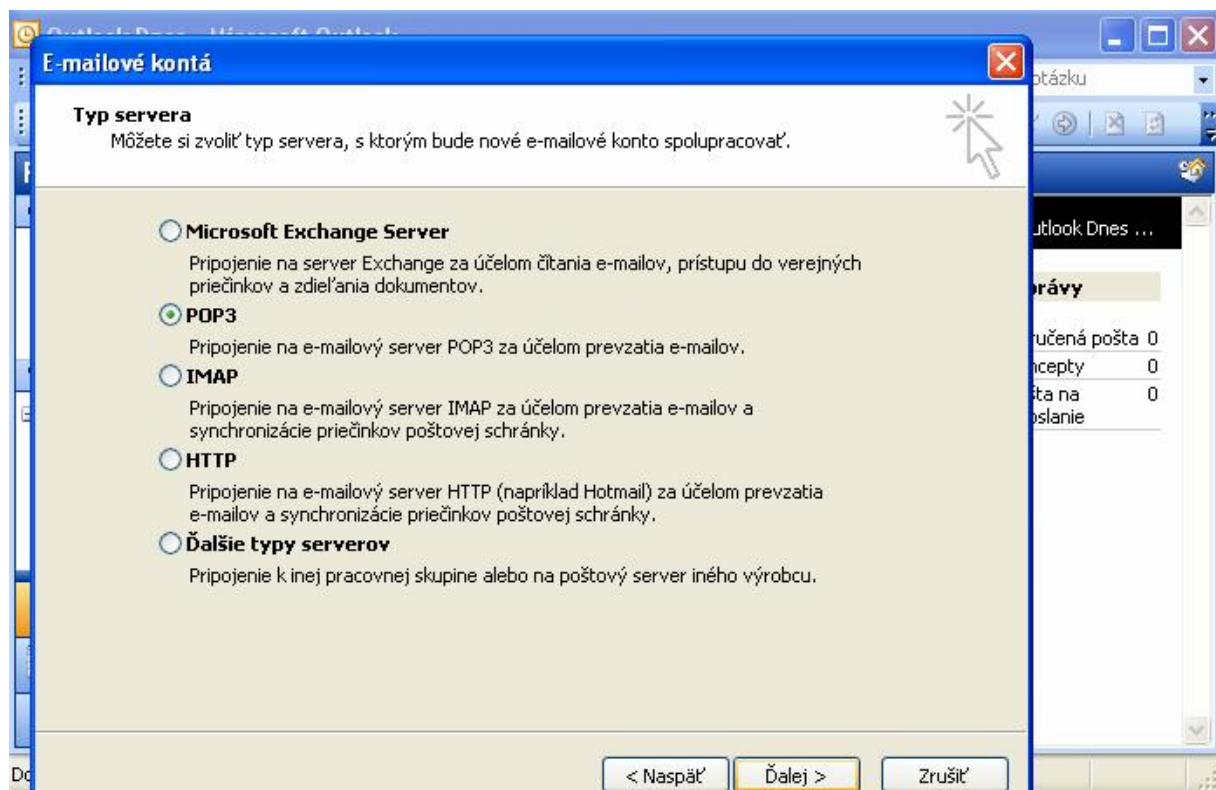 E-mailové kontá
Typ servera
Môžete si zvoliť typ servera, s ktorým bude nové e-mailové konto spolupracovať.
Microsoft Exchange Server
Pripojenie na server Exchange za účelom čítania e-mailov, prístupu do verejných
priečinkov a zdieľania dokumentov.
POP3
Pripojenie na e-mailový server POP3 za účelom prevzatia e-mailov.
IMAP
Pripojenie na e-mailový server IMAP za účelom prevzatia e-mailov a
synchronizácie priečinkov poštovej schránky.
HTTP
Pripojenie na e-mailový server HTTP (napríklad Hotmail) za účelom prevzatia
e-mailov a synchronizácie priečinkov poštovej schránky.
Ďalšie typy serverov
Pripojenie k inej pracovnej skupine alebo na poštový server iného výrobcu.
< Naspäť
Ďalej >
Zrušiť
otázku
utlook Dnes ...
právy
ručená pošta 0
ncepty 0
šta na 0
oslanie